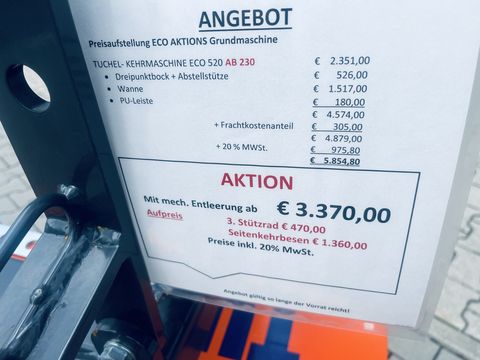 ANGEBOT
Preisaufstellung ECO AKTIONS Grundmaschine
TUCHEL- KEHRMASCHINE ECO 520 AB 230 € 2.351,00
• Dreipunktbock + Abstellstütze € 526,00
• Wanne € 1.517,00
• PU-Leiste € 180,00
€ 4.574,00
+ Frachtkostenanteil € 305,00
€ 4.879,00
+ 20 % MWSt. € 975,80
€ 5.854,80
AKTION
Mit mech. Entleerung ab € 3.370,00
Aufpreis 3. Stützrad € 470,00
Seitenkehrbesen € 1.360,00
Preise inkl. 20% MwSt.
Angebot gültig so lange der Vorrat reicht!